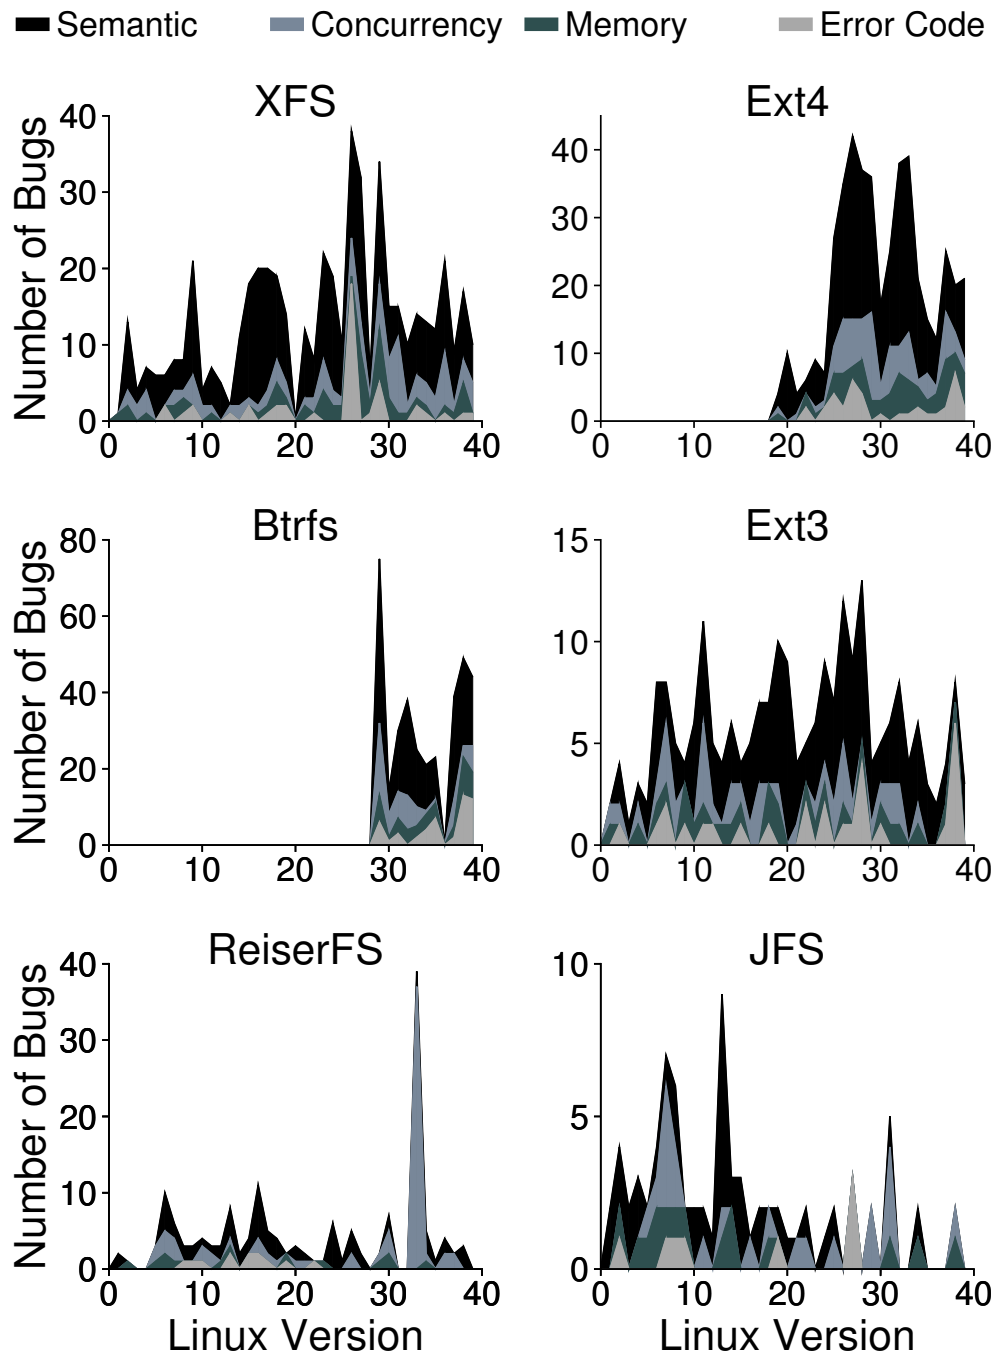 Semantic Concurrency Memory Error Code
XFS
Number of Bugs
40
30
20
10
0
0 10 20 30 40
Ext4
40
30
20
10
0
0 10 20 30 40
Btrfs
Number of Bugs
80
60
40
20
0
0 10 20 30 40
Ext3
15
10
5
0
0 10 20 30 40
ReiserFS
Number of Bugs
40
30
20
10
0
0 10 20 30 40
Linux Version
JFS
10
5
0
0 10 20 30 40
Linux Version